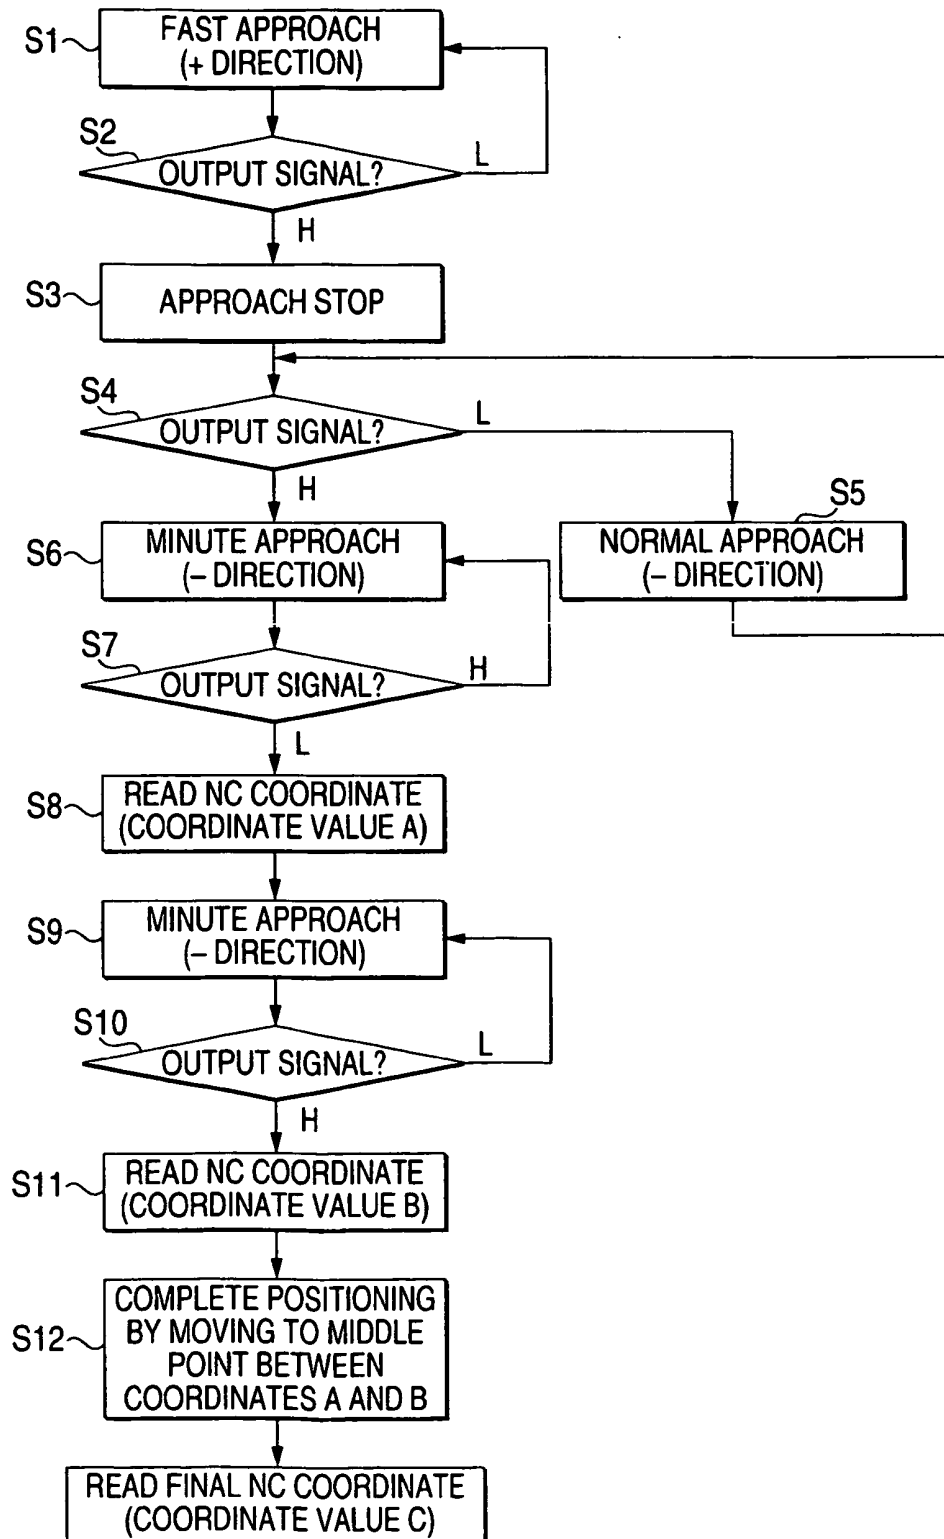 S1
FAST APPROACH
(+ DIRECTION)
S2
OUTPUT SIGNAL?
L
H
S3
APPROACH STOP
S4
OUTPUT SIGNAL?
L
H
S5
NORMAL APPROACH
(– DIRECTION)
S6
MINUTE APPROACH
(– DIRECTION)
S7
OUTPUT SIGNAL?
H
L
S8
READ NC COORDINATE
(COORDINATE VALUE A)
S9
MINUTE APPROACH
(– DIRECTION)
S10
OUTPUT SIGNAL?
L
H
S11
READ NC COORDINATE
(COORDINATE VALUE B)
S12
COMPLETE POSITIONING
BY MOVING TO MIDDLE
POINT BETWEEN
COORDINATES A AND B
READ FINAL NC COORDINATE
(COORDINATE VALUE C)